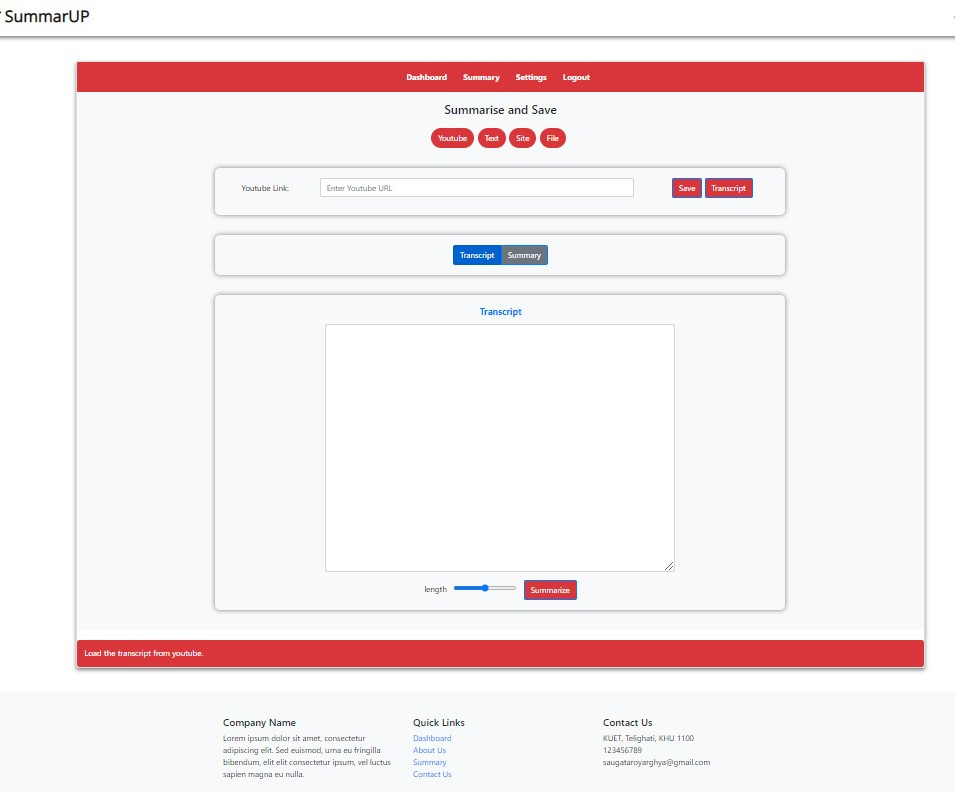 SummarUP
Dashboard Summary Settings Logout
Summarise and Save
Youtube Text Site File
Youtube Link: Enter Youtube URL Save Transcript
Transcript Summary
Transcript
length Summarize
Load the transcript from youtube.
Company Name
Lorem ipsum dolor sit amet, consectetur
adipiscing elit. Sed euismod, urna eu fringilla
bibendum, elit elit consectetur ipsum, vel luctus
sapien magna eu nulla.
Quick Links
Dashboard
About Us
Summary
Contact Us
Contact Us
KUET, Telighati, KHU 1100
123456789
saugataroyarghya@gmail.com